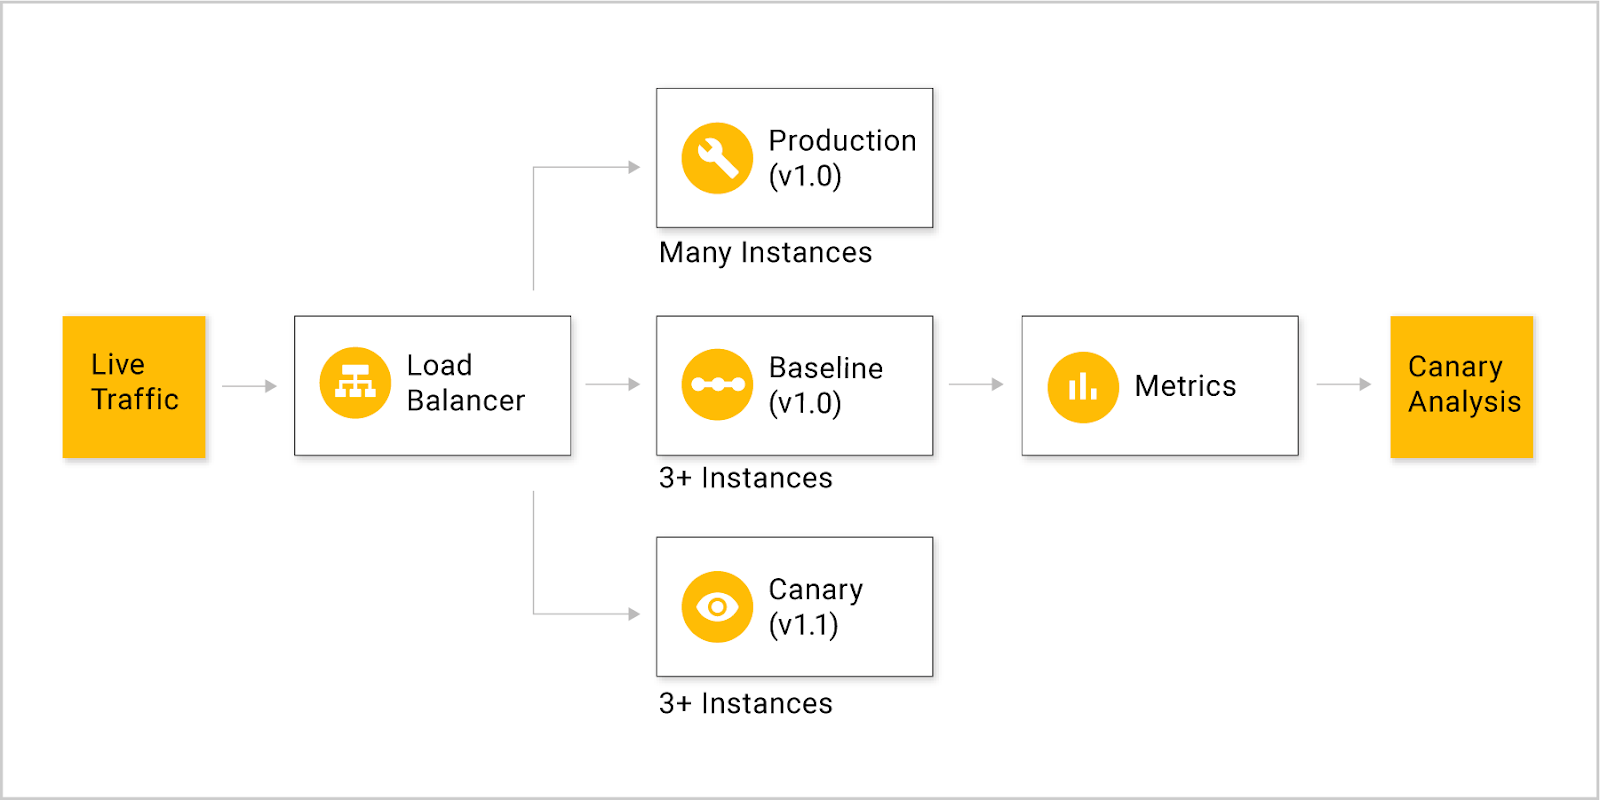 Production
(v1.0)
Many Instances
Live
Traffic
Load
Balancer
Baseline
(v1.0)
3+ Instances
Metrics
Canary
Analysis
Canary
(v1.1)
3+ Instances